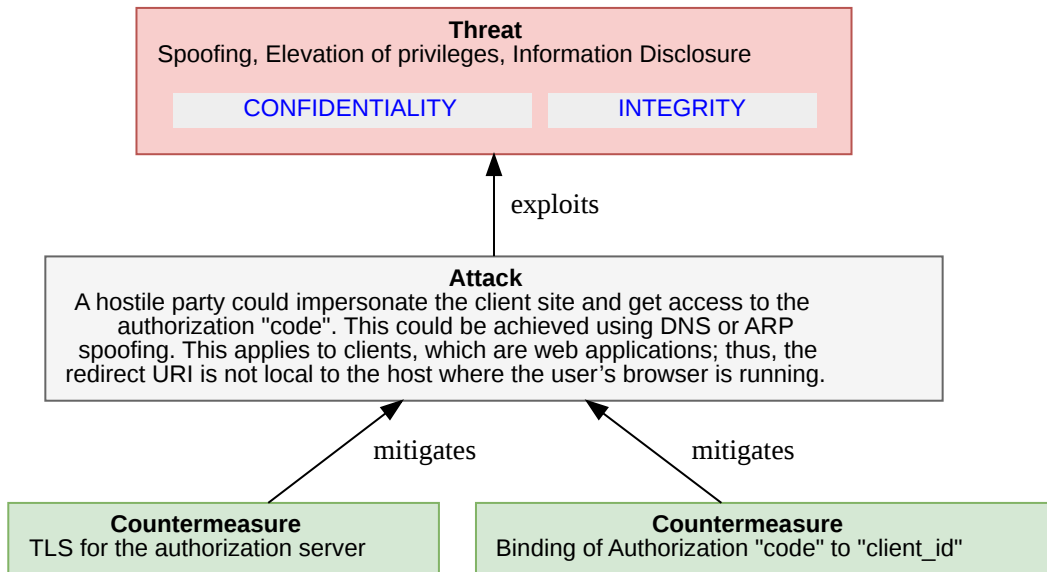 Threat
Spoofing, Elevation of privileges, Information Disclosure
CONFIDENTIALITY
INTEGRITY
exploits
Attack
A hostile party could impersonate the client site and get access to the
authorization "code". This could be achieved using DNS or ARP
spoofing. This applies to clients, which are web applications; thus, the
redirect URI is not local to the host where the user’s browser is running.
mitigates
mitigates
Countermeasure
TLS for the authorization server
Countermeasure
Binding of Authorization "code" to "client_id"